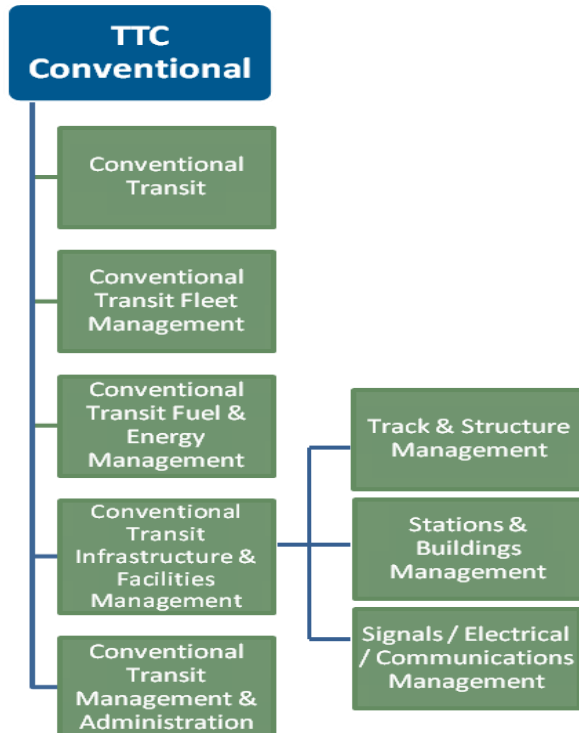 TTC
Conventional
Conventional
Transit
Conventional
Transit Fleet
Management
Conventional
Transit Fuel &
Energy
Management
Conventional
Transit
Infrastructure &
Facilities
Management
Conventional
Transit
Management &
Administration
Track & Structure
Management
Stations &
Buildings
Management
Signals / Electrical
/ Communications
Management